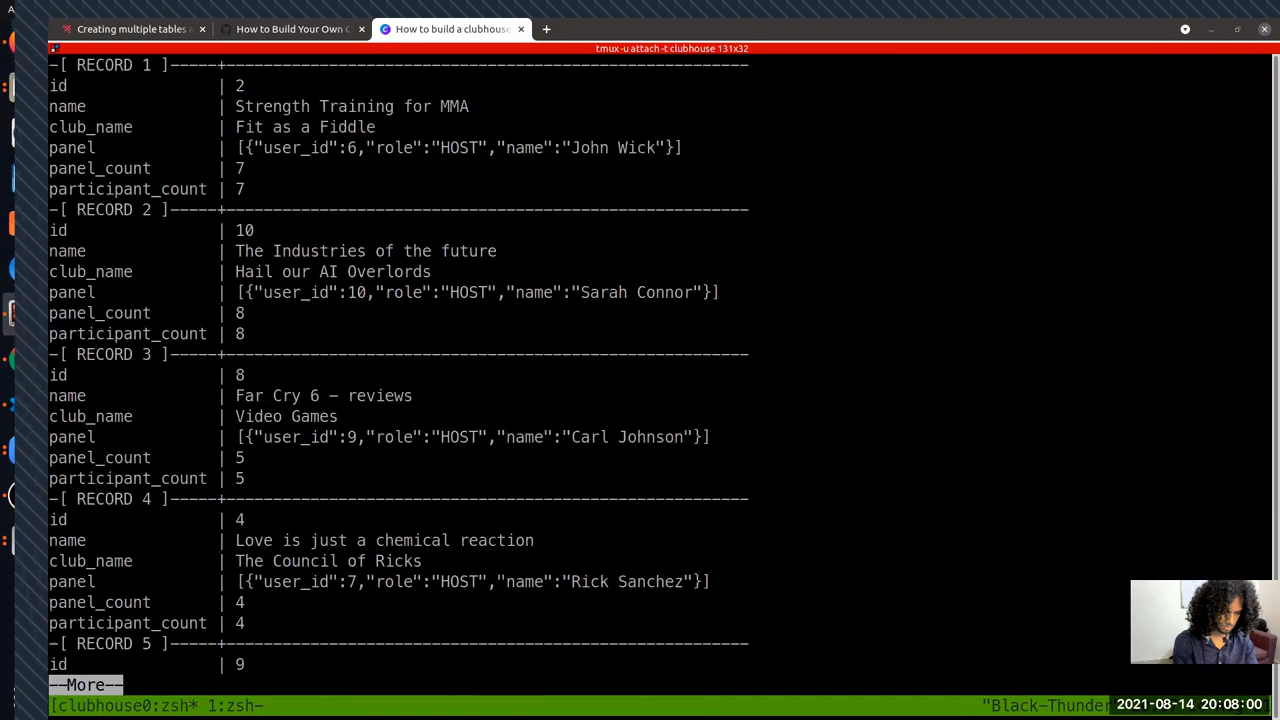 Creating multiple tables a
How to Build Your Own C
How to build a clubhouse
tmux -u attach -t clubhouse 131x32
-[ RECORD 1 ]-----+--------------------------------------------------------
id                | 2
name              | Strength Training for MMA
club_name         | Fit as a Fiddle
panel             | [{"user_id":6,"role":"HOST","name":"John Wick"}]
panel_count       | 7
participant_count | 7
-[ RECORD 2 ]-----+--------------------------------------------------------
id                | 10
name              | The Industries of the future
club_name         | Hail our AI Overlords
panel             | [{"user_id":10,"role":"HOST","name":"Sarah Connor"}]
panel_count       | 8
participant_count | 8
-[ RECORD 3 ]-----+--------------------------------------------------------
id                | 8
name              | Far Cry 6 - reviews
club_name         | Video Games
panel             | [{"user_id":9,"role":"HOST","name":"Carl Johnson"}]
panel_count       | 5
participant_count | 5
-[ RECORD 4 ]-----+--------------------------------------------------------
id                | 4
name              | Love is just a chemical reaction
club_name         | The Council of Ricks
panel             | [{"user_id":7,"role":"HOST","name":"Rick Sanchez"}]
panel_count       | 4
participant_count | 4
-[ RECORD 5 ]-----+--------------------------------------------------------
id                | 9
--More--
[clubhouse0:zsh* 1:zsh- "Black-Thunder 2021-08-14 20:08:00